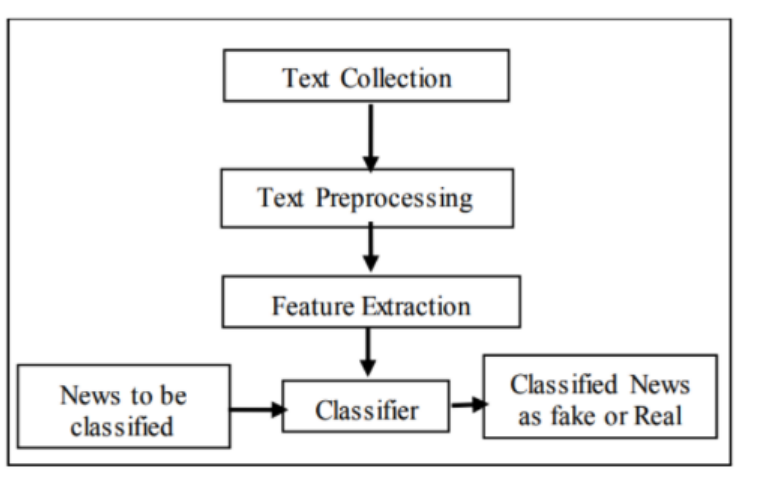 Text Collection
Text Preprocessing
Feature Extraction
News to be
classified
Classifier
Classified News
as fake or Real